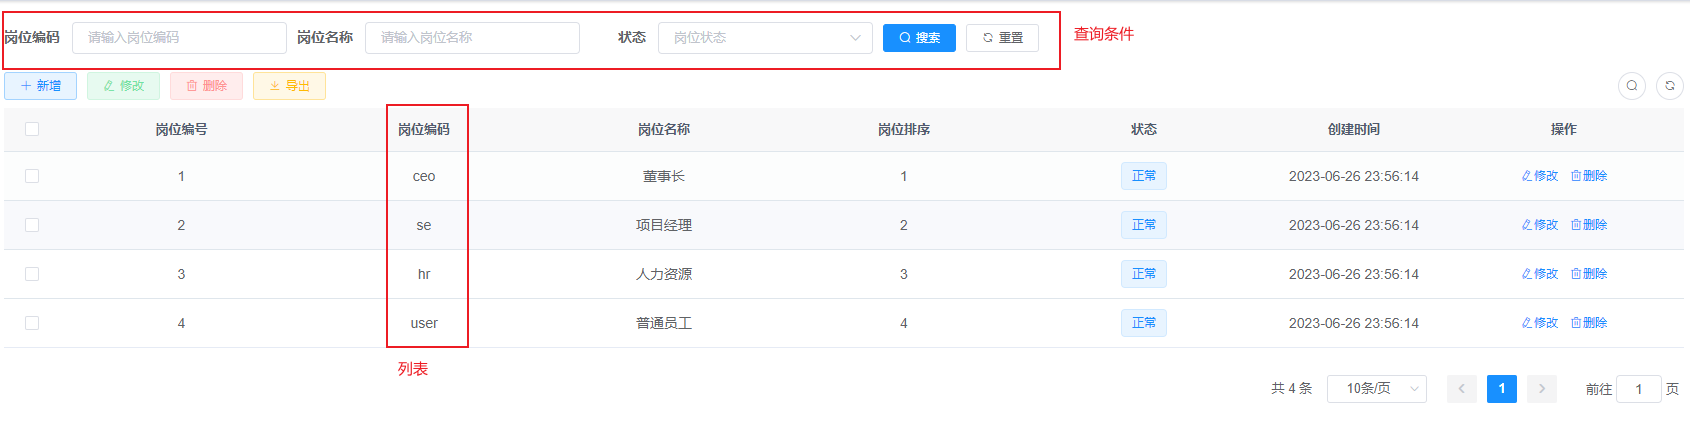 岗位编码 请输入岗位编码 岗位名称 请输入岗位名称 状态 岗位状态 搜索 重置 查询条件
新增 修改 删除 导出
岗位编号 岗位编码 岗位名称 岗位排序 状态 创建时间 操作
1 ceo 董事长 1 正常 2023-06-26 23:56:14 修改 删除
2 se 项目经理 2 正常 2023-06-26 23:56:14 修改 删除
3 hr 人力资源 3 正常 2023-06-26 23:56:14 修改 删除
4 user 普通员工 4 正常 2023-06-26 23:56:14 修改 删除
列表
共 4 条 10条/页 1 前往 1 页